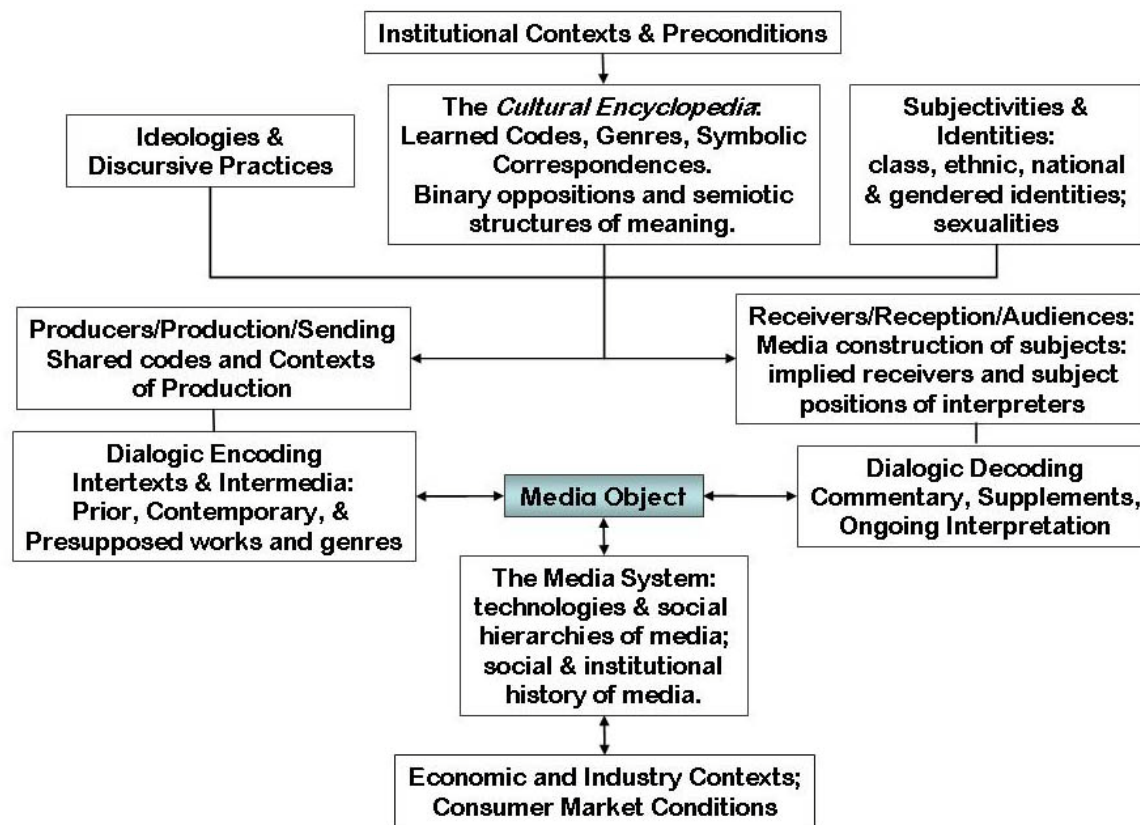 Institutional Contexts & Preconditions
Ideologies &
Discursive Practices
The Cultural Encyclopedia:
Learned Codes, Genres, Symbolic
Correspondences.
Binary oppositions and semiotic
structures of meaning.
Subjectivities &
Identities:
class, ethnic, national
& gendered identities;
sexualities
Producers/Production/Sending
Shared codes and Contexts
of Production
Receivers/Reception/Audiences:
Media construction of subjects:
implied receivers and subject
positions of interpreters
Dialogic Encoding
Intertexts & Intermedia:
Prior, Contemporary, &
Presupposed works and genres
Media Object
Dialogic Decoding
Commentary, Supplements,
Ongoing Interpretation
The Media System:
technologies & social
hierarchies of media;
social & institutional
history of media.
Economic and Industry Contexts;
Consumer Market Conditions